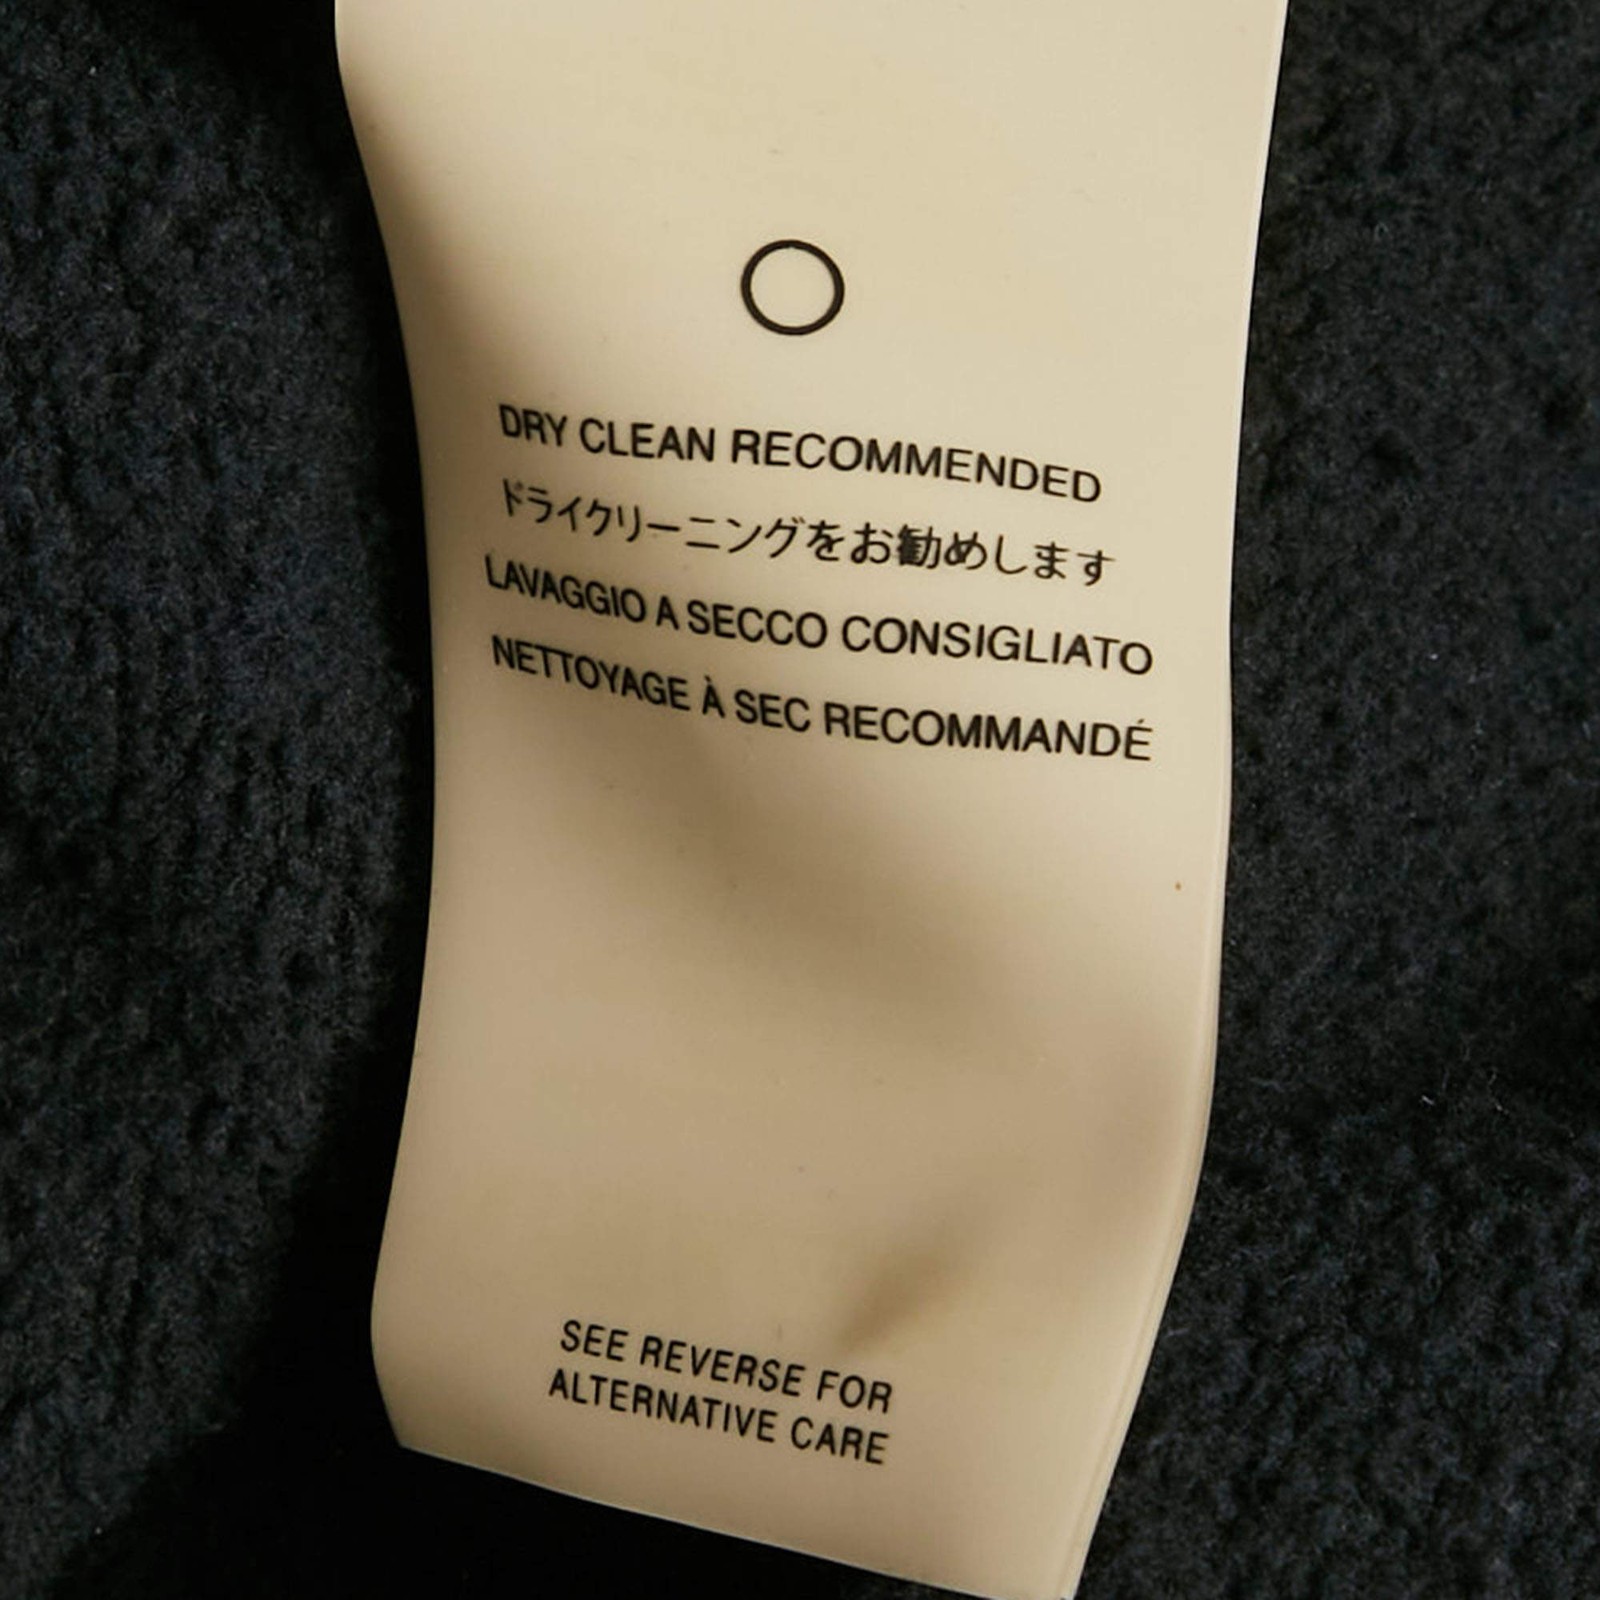 DRY CLEAN RECOMMENDED
ドライクリーニングをお勧めします
LAVAGGIO A SECCO CONSIGLIATO
NETTOYAGE À SEC RECOMMANDÉ
SEE REVERSE FOR
ALTERNATIVE CARE